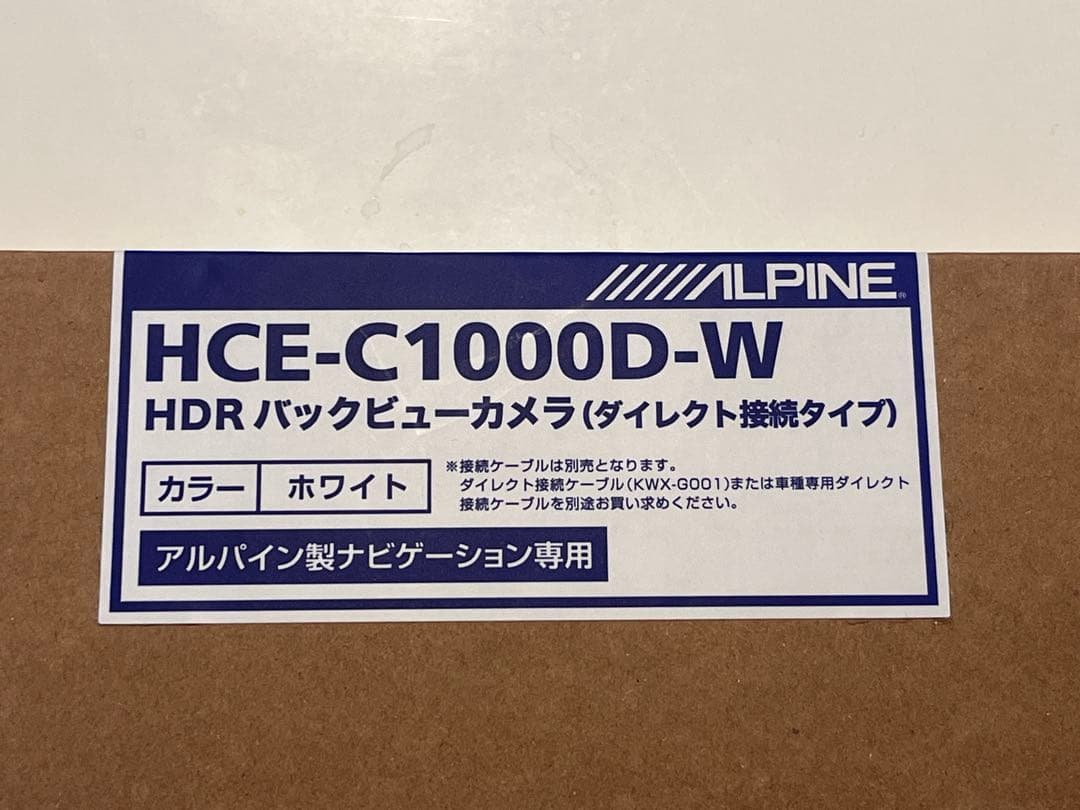 ALPINE®
HCE-C1000D-W
HDR バックビューカメラ(ダイレクト接続タイプ)
カラー ホワイト
※接続ケーブルは別売となります。
ダイレクト接続ケーブル(KWX-G001)または車種専用ダイレクト
接続ケーブルを別途お買い求めください。
アルパイン製ナビゲーション専用